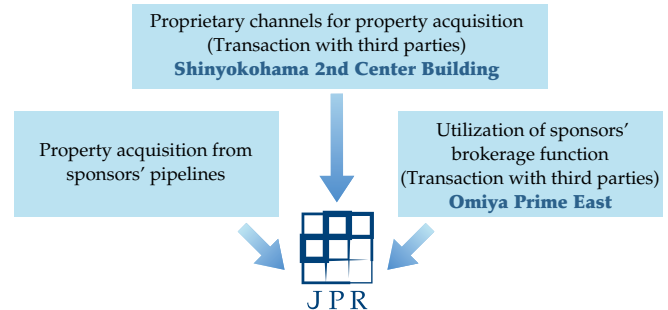 Proprietary channels for property acquisition
(Transaction with third parties)
Shinyokohama 2nd Center Building
Property acquisition from
sponsors’ pipelines
Utilization of sponsors’
brokerage function
(Transaction with third parties)
Omiya Prime East
JPR